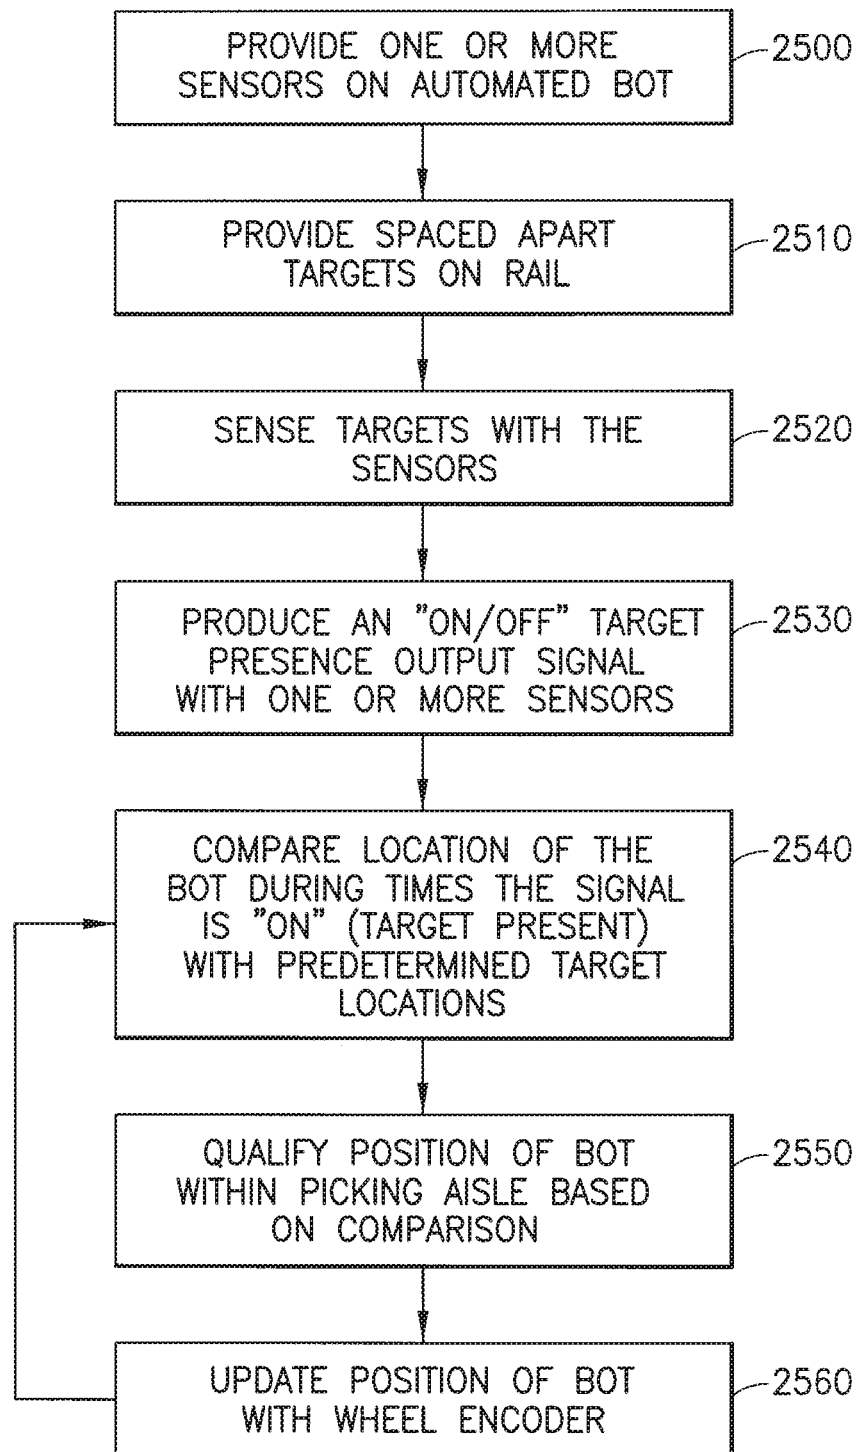 PROVIDE ONE OR MORE
SENSORS ON AUTOMATED BOT
2500
PROVIDE SPACED APART
TARGETS ON RAIL
2510
SENSE TARGETS WITH THE
SENSORS
2520
PRODUCE AN "ON/OFF" TARGET
PRESENCE OUTPUT SIGNAL
WITH ONE OR MORE SENSORS
2530
COMPARE LOCATION OF THE
BOT DURING TIMES THE SIGNAL
IS "ON" (TARGET PRESENT)
WITH PREDETERMINED TARGET
LOCATIONS
2540
QUALIFY POSITION OF BOT
WITHIN PICKING AISLE BASED
ON COMPARISON
2550
UPDATE POSITION OF BOT
WITH WHEEL ENCODER
2560